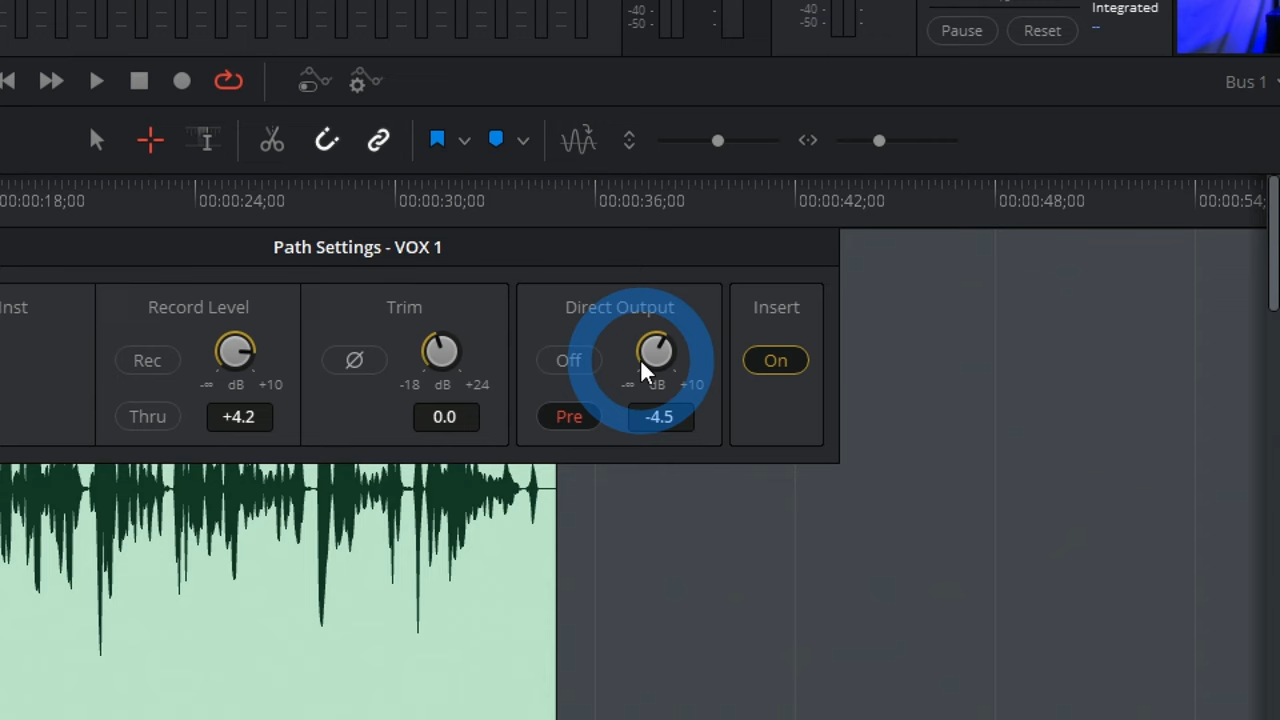 -40 -
-50 -
-40 -
-50 -
Integrated
--
Pause Reset
Bus 1
00:00:18;00 00:00:24;00 00:00:30;00 00:00:36;00 00:00:42;00 00:00:48;00 00:00:54;
Path Settings - VOX 1
Inst Record Level Trim Direct Output Insert
Rec Ø Off On
-∞ dB +10 -18 dB +24 -∞ dB +10
Thru +4.2 0.0 Pre -4.5